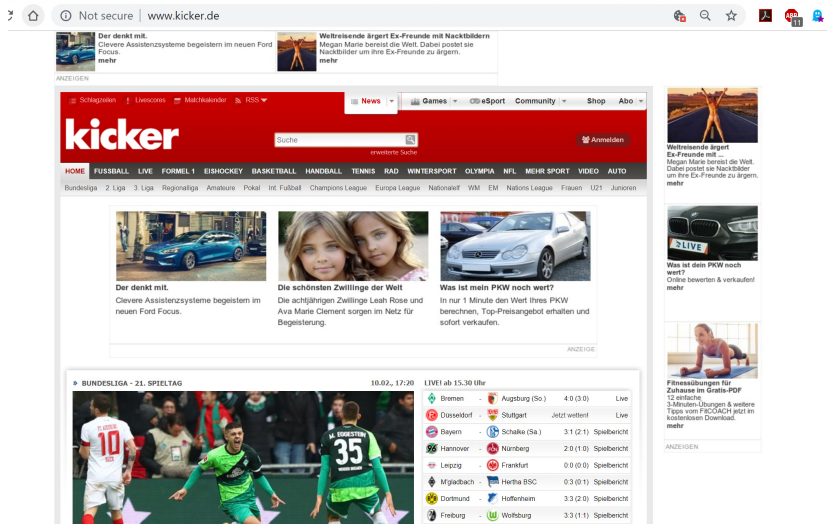 Not secure | www.kicker.de
ABP
11
Der denkt mit.
Clevere Assistenzsysteme begeistern im neuen Ford
Focus.
mehr
Weltreisende ärgert Ex-Freunde mit Nacktbildern
Megan Marie bereist die Welt. Dabei postet sie
Nacktbilder um ihre Ex-Freunde zu ärgern.
mehr
ANZEIGEN
Schlagzeilen Livescores Matchkalender RSS
News Games eSport Community Shop Abo
kicker
Suche
erweiterte Suche
Anmelden
HOME FUSSBALL LIVE FORMEL 1 EISHOCKEY BASKETBALL HANDBALL TENNIS RAD WINTERSPORT OLYMPIA NFL MEHR SPORT VIDEO AUTO
Bundesliga 2. Liga 3. Liga Regionalliga Amateure Pokal Int. Fußball Champions League Europa League Nationalelf WM EM Nations League Frauen U21 Junioren
Der denkt mit.
Clevere Assistenzsysteme begeistern im
neuen Ford Focus.
Die schönsten Zwillinge der Welt
Die achtjährigen Zwillinge Leah Rose und
Ava Marie Clement sorgen im Netz für
Begeisterung.
Was ist mein PKW noch wert?
In nur 1 Minute den Wert Ihres PKW
berechnen, Top-Preisangebot erhalten und
sofort verkaufen.
ANZEIGE
Weltreisende ärgert
Ex-Freunde mit ...
Megan Marie bereist die Welt.
Dabei postet sie Nacktbilder
um ihre Ex-Freunde zu ärgern.
mehr
LIVE
Was ist dein PKW noch
wert?
Online bewerten & verkaufen!
mehr
Fitnessübungen für
Zuhause im Gratis-PDF
12 einfache
3-Minuten-Übungen & weitere
Tipps vom FitCOACH jetzt im
kostenlosen Download.
mehr
ANZEIGEN
» BUNDESLIGA - 21. SPIELTAG 10.02., 17:20
10
M. EGGESTEIN
35
LIVE! ab 15.30 Uhr
Bremen - Augsburg (So.) 4:0 (3:0) Live
Düsseldorf - Stuttgart Jetzt wetten! Live
Bayern - Schalke (Sa.) 3:1 (2:1) Spielbericht
Hannover - Nürnberg 2:0 (1:0) Spielbericht
Leipzig - Frankfurt 0:0 (0:0) Spielbericht
M'gladbach - Hertha BSC 0:3 (0:1) Spielbericht
Dortmund - Hoffenheim 3:3 (2:0) Spielbericht
Freiburg - Wolfsburg 3:3 (1:1) Spielbericht